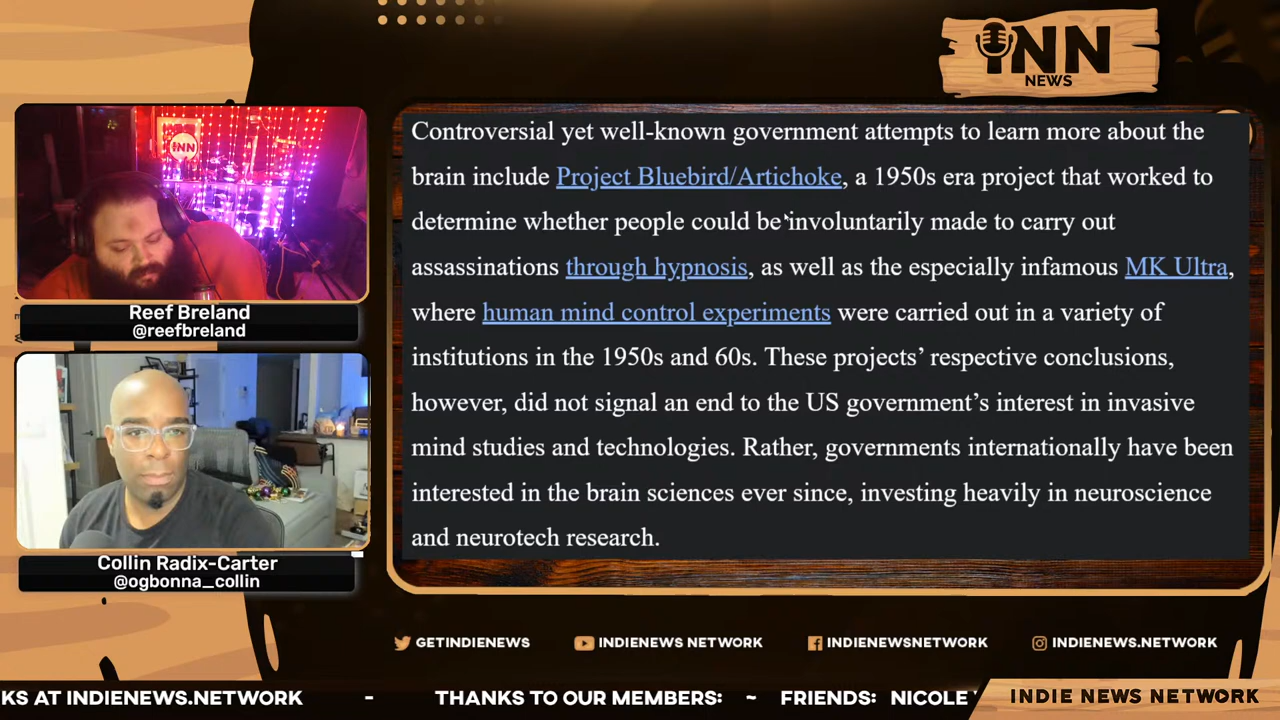 INN
NEWS
INN
Reef Breland
@reefbreland
Collin Radix-Carter
@ogbonna_collin
Controversial yet well-known government attempts to learn more about the
brain include Project Bluebird/Artichoke, a 1950s era project that worked to
determine whether people could be involuntarily made to carry out
assassinations through hypnosis, as well as the especially infamous MK Ultra,
where human mind control experiments were carried out in a variety of
institutions in the 1950s and 60s. These projects’ respective conclusions,
however, did not signal an end to the US government’s interest in invasive
mind studies and technologies. Rather, governments internationally have been
interested in the brain sciences ever since, investing heavily in neuroscience
and neurotech research.
GETINDIENEWS
INDIENEWS NETWORK
INDIENEWSNETWORK
INDIENEWS.NETWORK
KS AT INDIENEWS.NETWORK - THANKS TO OUR MEMBERS: ~ FRIENDS: NICOLE
INDIE NEWS NETWORK